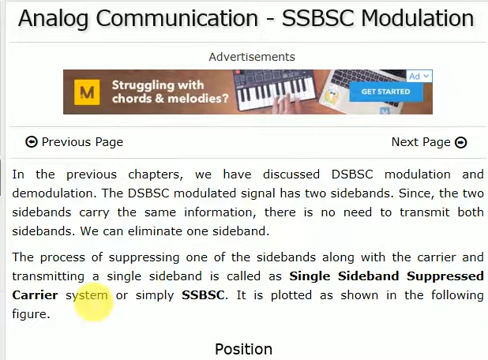 Analog Communication - SSBSC Modulation
Advertisements
Struggling with
chords & melodies?
Ad
GET STARTED
M
Previous Page
Next Page
In the previous chapters, we have discussed DSBSC modulation and
demodulation. The DSBSC modulated signal has two sidebands. Since, the two
sidebands carry the same information, there is no need to transmit both
sidebands. We can eliminate one sideband.
The process of suppressing one of the sidebands along with the carrier and
transmitting a single sideband is called as Single Sideband Suppressed
Carrier system or simply SSBSC. It is plotted as shown in the following
figure.
Position